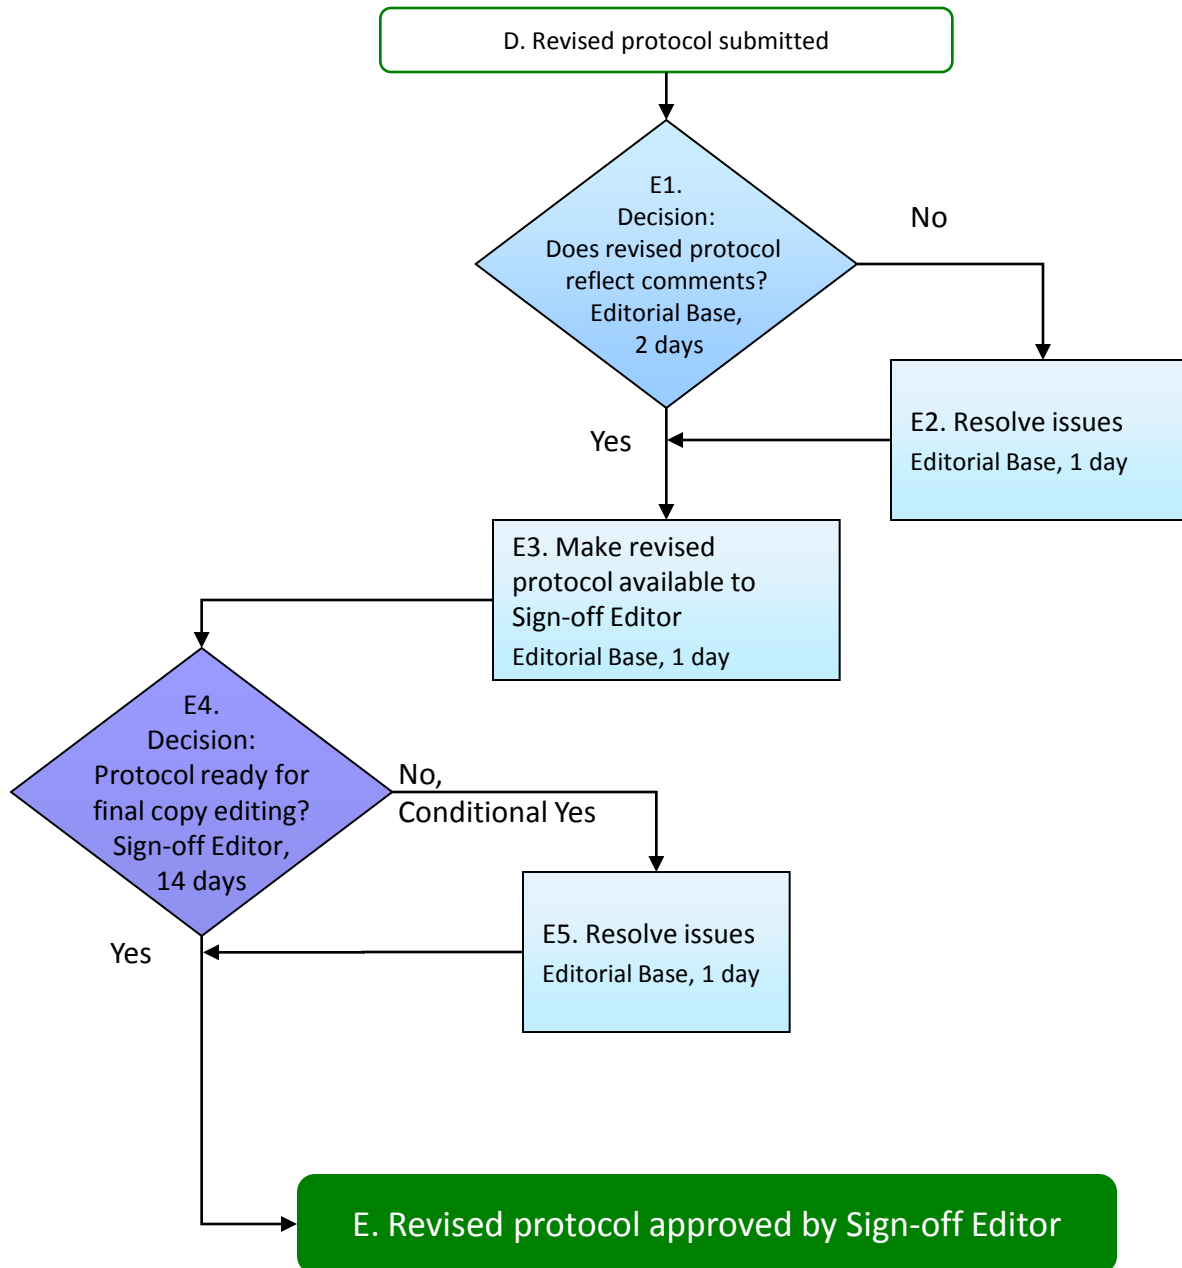 D. Revised protocol submitted
E1.
Decision:
Does revised protocol
reflect comments?
Editorial Base,
2 days
No
Yes
E2. Resolve issues
Editorial Base, 1 day
E3. Make revised
protocol available to
Sign-off Editor
Editorial Base, 1 day
E4.
Decision:
Protocol ready for
final copy editing?
Sign-off Editor,
14 days
No,
Conditional Yes
Yes
E5. Resolve issues
Editorial Base, 1 day
E. Revised protocol approved by Sign-off Editor